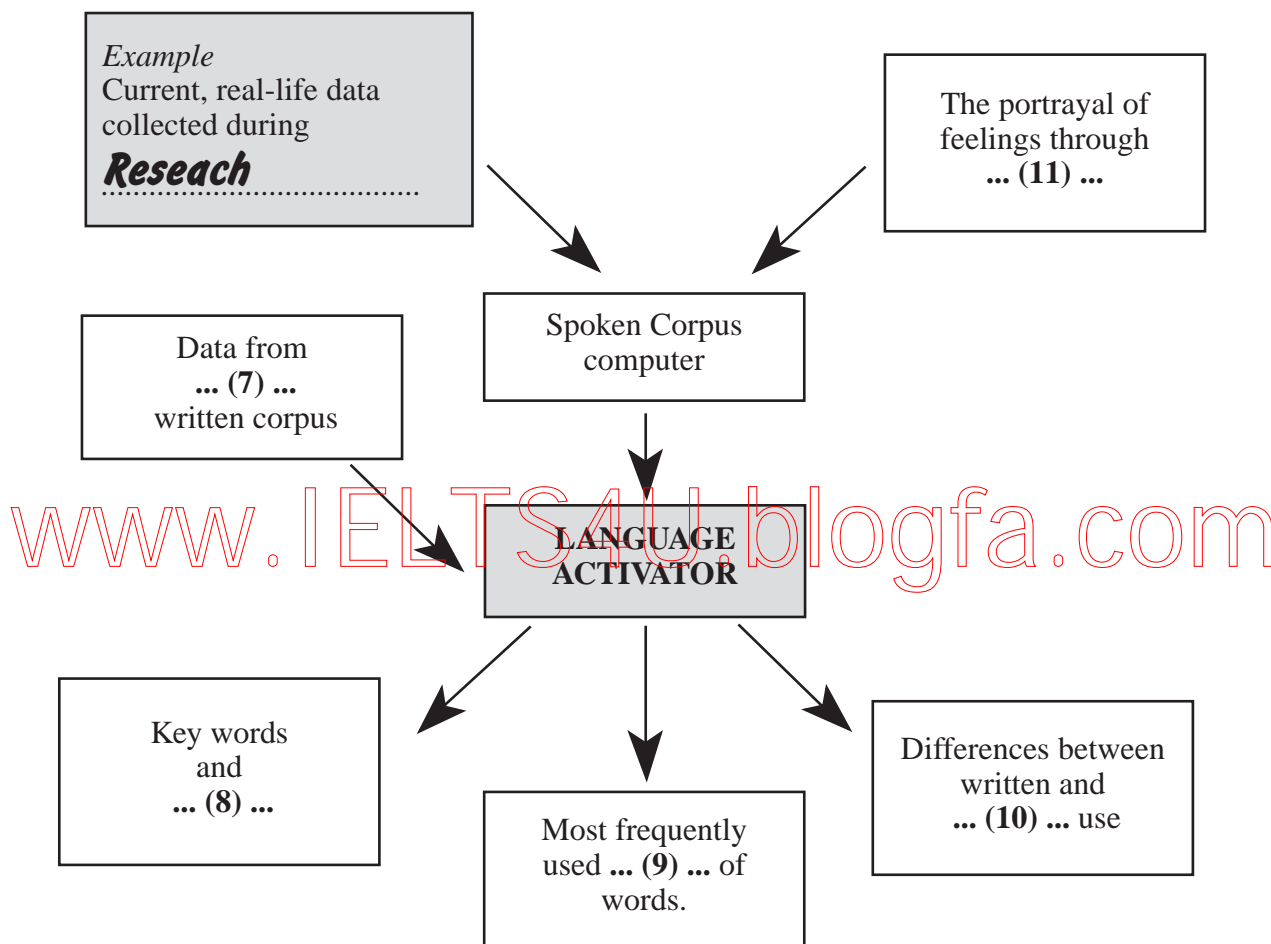 Example
Current, real-life data
collected during
Reseach
The portrayal of
feelings through
... (11) ...
Spoken Corpus
computer
Data from
... (7) ...
written corpus
www.IELTS4U.blogfa.com
LANGUAGE
ACTIVATOR
Key words
and
... (8) ...
Most frequently
used ... (9) ... of
words.
Differences between
written and
... (10) ... use